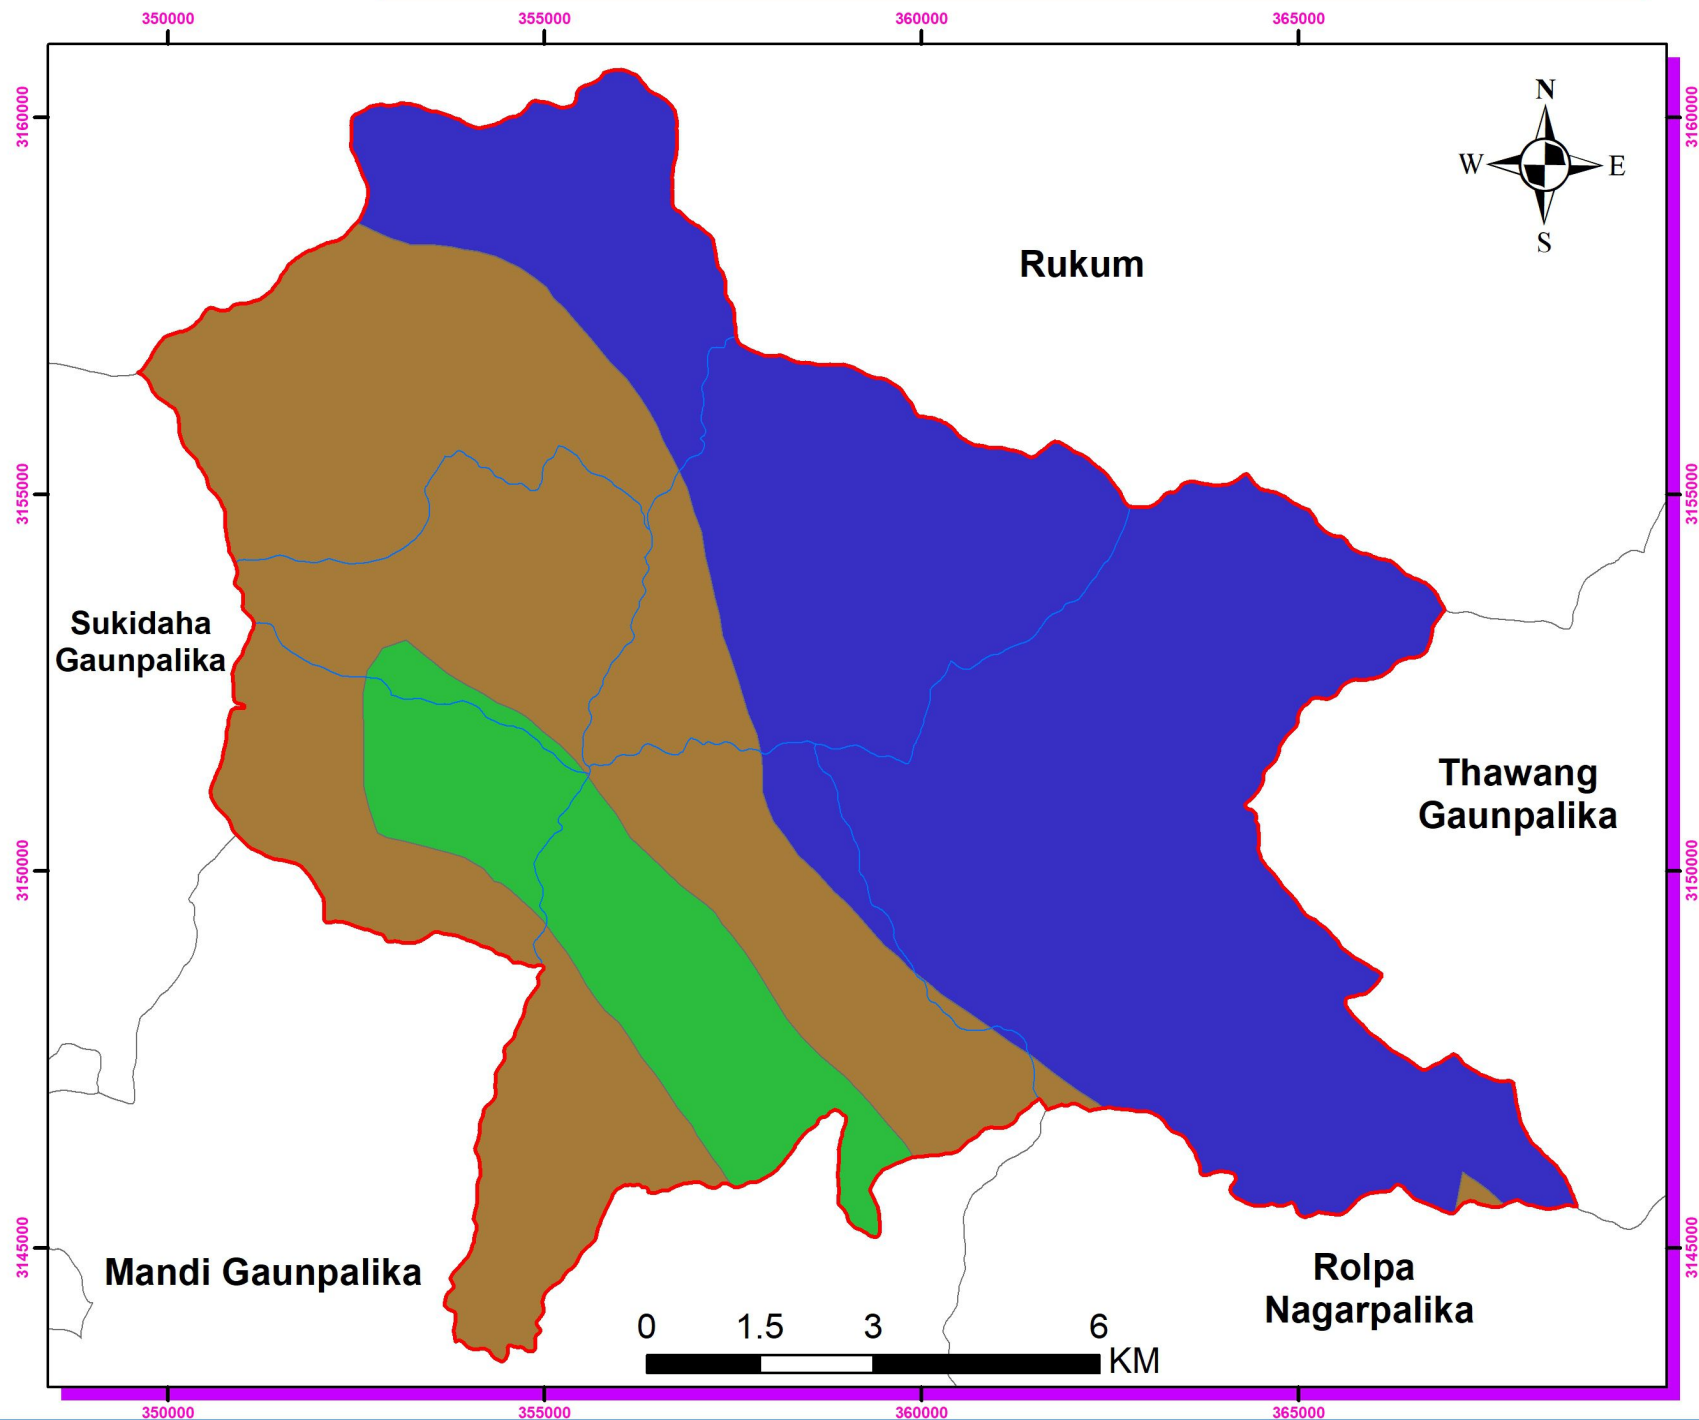 350000 355000 360000 365000
3160000 3160000
N
W E
S
Rukum
3155000 3155000
Sukidaha
Gaunpalika
Thawang
Gaunpalika
3150000 3150000
3145000 3145000
Mandi Gaunpalika
Rolpa
Nagarpalika
0 1.5 3 6
KM
350000 355000 360000 365000